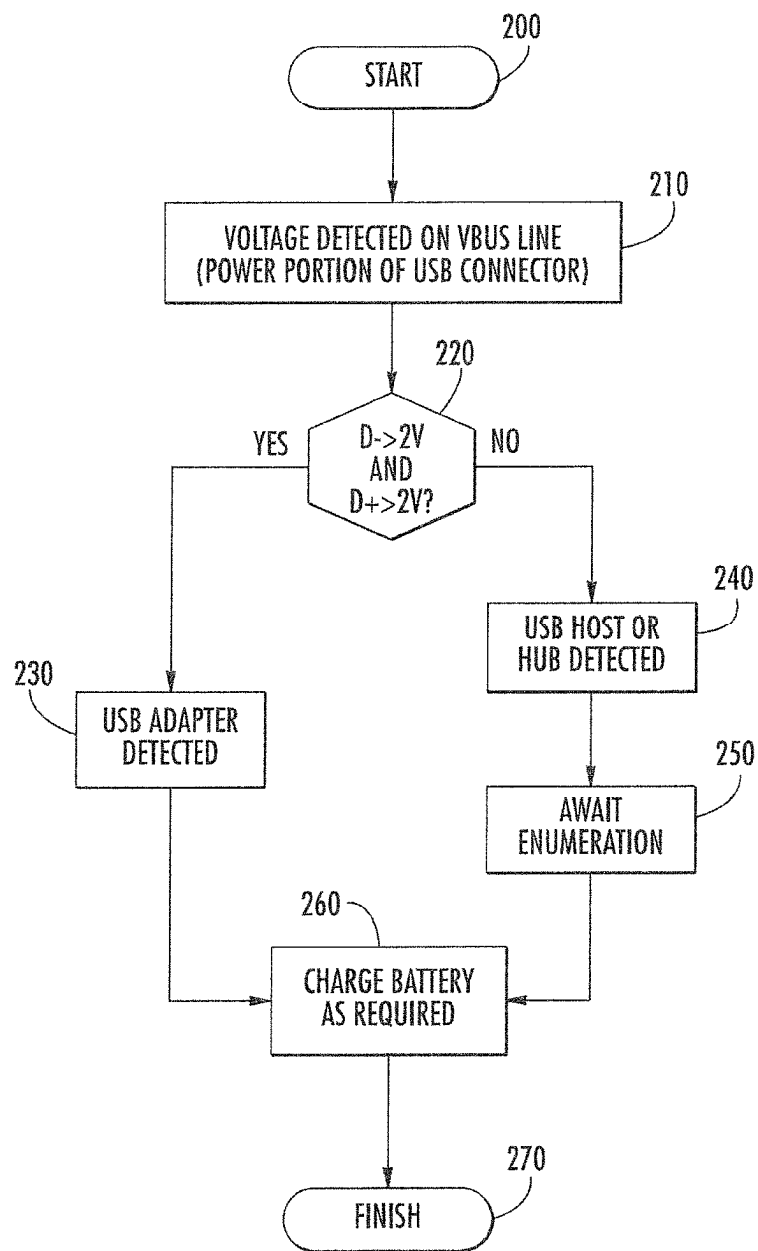 200
START
210
VOLTAGE DETECTED ON VBUS LINE
(POWER PORTION OF USB CONNECTOR)
220
YES
D->2V
AND
D+>2V?
NO
240
USB HOST OR
HUB DETECTED
230
USB ADAPTER
DETECTED
250
AWAIT
ENUMERATION
260
CHARGE BATTERY
AS REQUIRED
270
FINISH